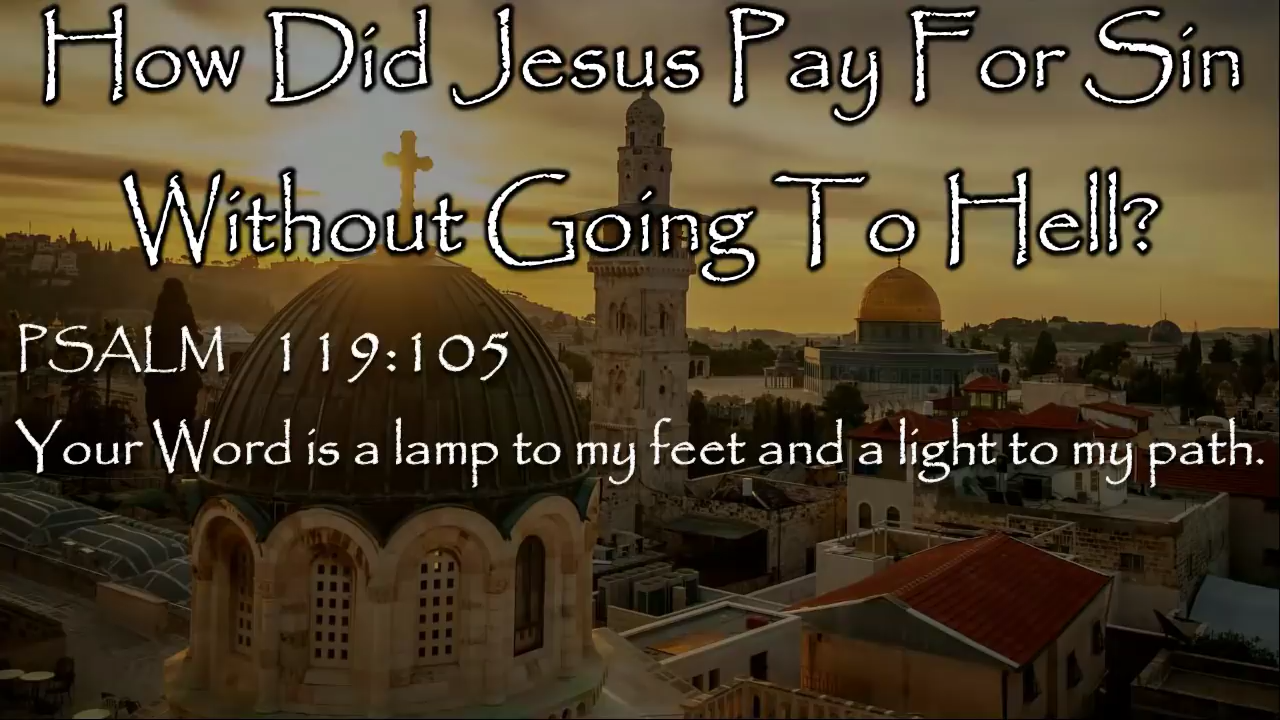 How Did Jesus Pay For Sin
Without Going To Hell?
PSALM 119:105
Your Word is a lamp to my feet and a light to my path.